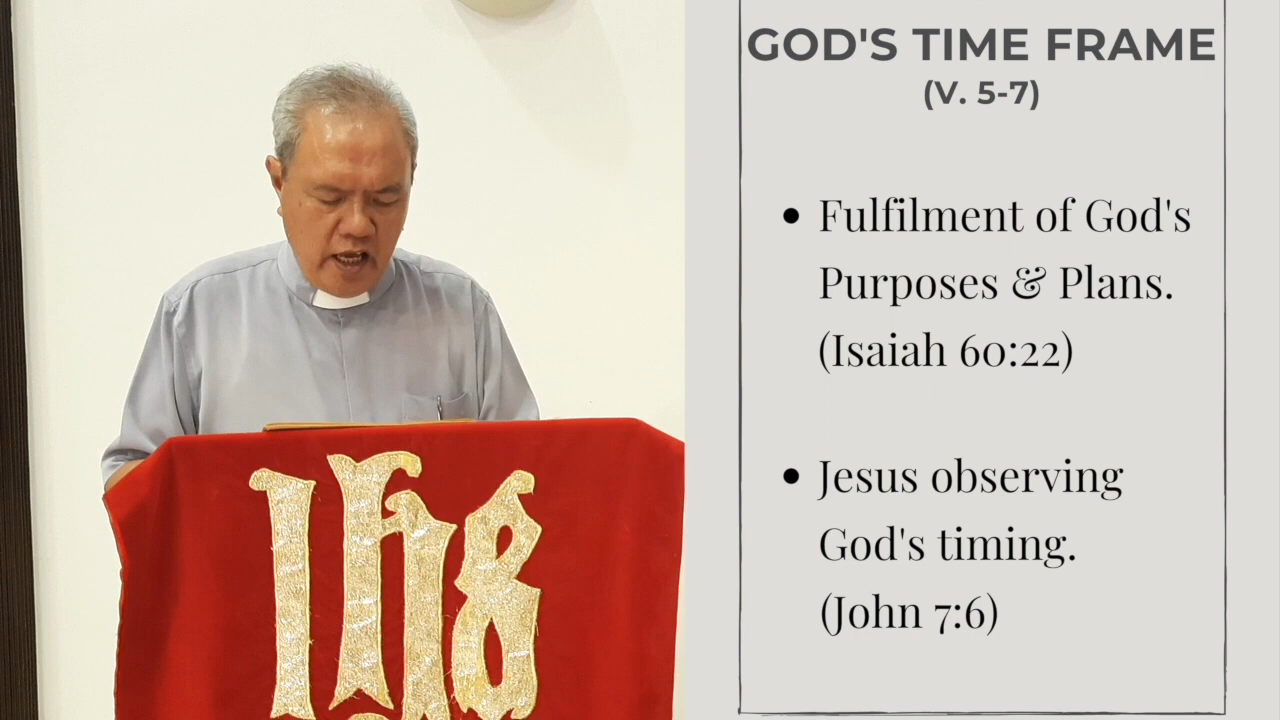 IHS
GOD'S TIME FRAME
(V. 5-7)
• Fulfilment of God's
Purposes & Plans.
(Isaiah 60:22)
• Jesus observing
God's timing.
(John 7:6)